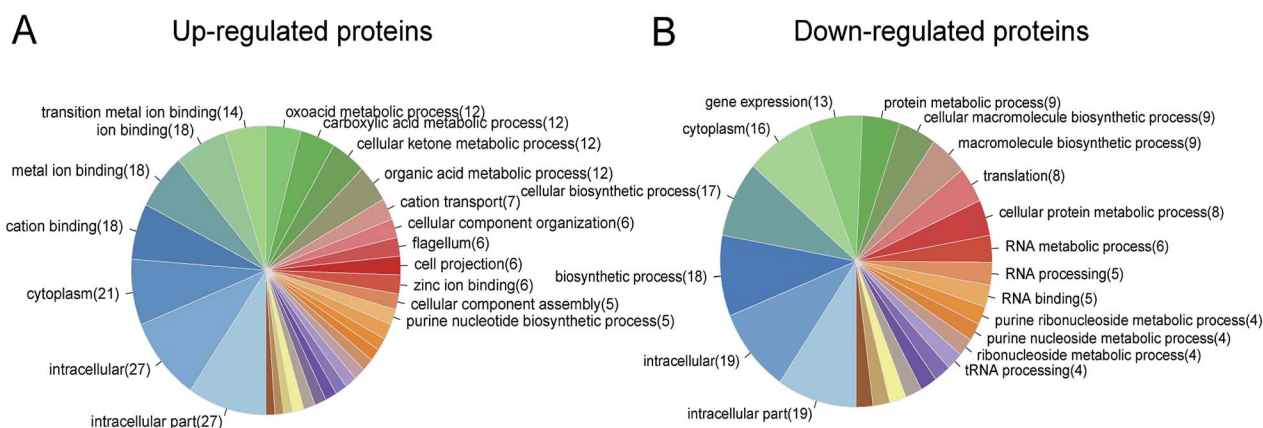 A
Up-regulated proteins
transition metal ion binding(14)
ion binding(18)
metal ion binding(18)
cation binding(18)
cytoplasm(21)
intracellular(27)
intracellular part(27)
oxoacid metabolic process(12)
carboxylic acid metabolic process(12)
cellular ketone metabolic process(12)
organic acid metabolic process(12)
cation transport(7)
cellular component organization(6)
flagellum(6)
cell projection(6)
zinc ion binding(6)
cellular component assembly(5)
purine nucleotide biosynthetic process(5)
B
Down-regulated proteins
gene expression(13)
cytoplasm(16)
cellular biosynthetic process(17)
biosynthetic process(18)
intracellular(19)
intracellular part(19)
protein metabolic process(9)
cellular macromolecule biosynthetic process(9)
macromolecule biosynthetic process(9)
translation(8)
cellular protein metabolic process(8)
RNA metabolic process(6)
RNA processing(5)
RNA binding(5)
purine ribonucleoside metabolic process(4)
purine nucleoside metabolic process(4)
ribonucleoside metabolic process(4)
tRNA processing(4)